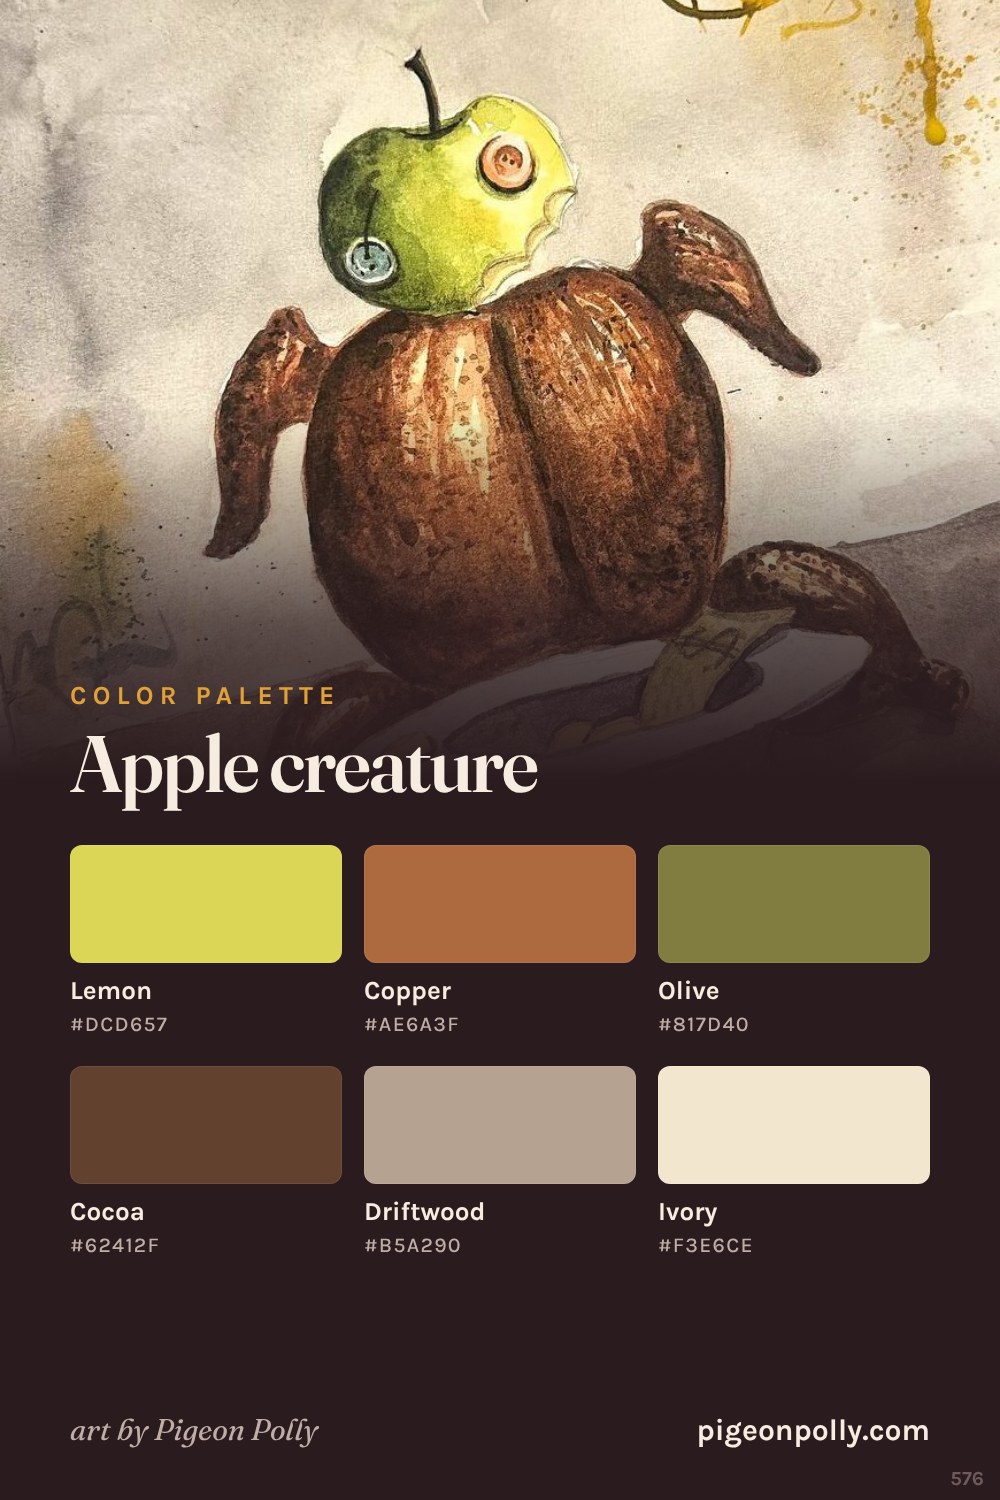 COLOR PALETTE
Apple creature
Lemon
#DCD657
Copper
#AE6A3F
Olive
#817D40
Cocoa
#62412F
Driftwood
#B5A290
Ivory
#F3E6CE
art by Pigeon Polly
pigeonpolly.com
576